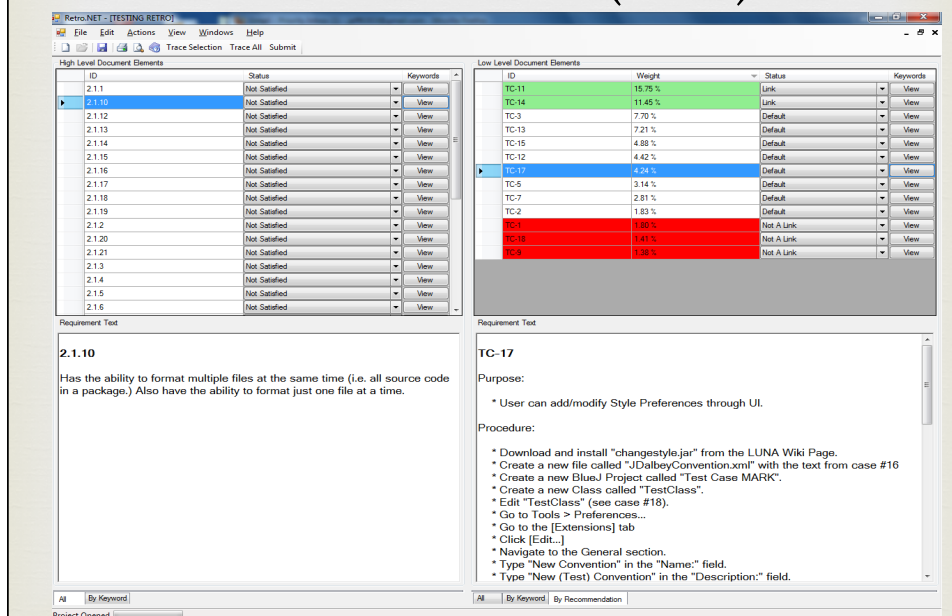 Retro.NET - [TESTING RETRO]
File Edit Actions View Windows Help
Trace Selection Trace All Submit
High Level Document Elements
ID Status Keywords
2.1.1 Not Satisfied View
2.1.10 Not Satisfied View
2.1.12 Not Satisfied View
2.1.13 Not Satisfied View
2.1.14 Not Satisfied View
2.1.15 Not Satisfied View
2.1.16 Not Satisfied View
2.1.17 Not Satisfied View
2.1.18 Not Satisfied View
2.1.19 Not Satisfied View
2.1.2 Not Satisfied View
2.1.20 Not Satisfied View
2.1.21 Not Satisfied View
2.1.3 Not Satisfied View
2.1.4 Not Satisfied View
2.1.5 Not Satisfied View
2.1.6 Not Satisfied View
Requirement Text
2.1.10
Has the ability to format multiple files at the same time (i.e. all source code
in a package.) Also have the ability to format just one file at a time.
All By Keyword
Low Level Document Elements
ID Weight Status Keywords
TC-11 15.75 % Link View
TC-14 11.45 % Link View
TC-3 7.70 % Default View
TC-13 7.21 % Default View
TC-15 4.88 % Default View
TC-12 4.42 % Default View
TC-17 4.24 % Default View
TC-5 3.14 % Default View
TC-7 2.81 % Default View
TC-2 1.83 % Default View
TC-1 1.80 % Not A Link View
TC-18 1.41 % Not A Link View
TC-9 1.38 % Not A Link View
Requirement Text
TC-17
Purpose:
* User can add/modify Style Preferences through UI.
Procedure:
* Download and install "changestyle.jar" from the LUNA Wiki Page.
* Create a new file called "JDalbeyConvention.xml" with the text from case #16
* Create a new BlueJ Project called "Test Case MARK".
* Create a new Class called "TestClass".
* Edit "TestClass" (see case #18).
* Go to Tools > Preferences...
* Go to the [Extensions] tab
* Click [Edit...]
* Navigate to the General section.
* Type "New Convention" in the "Name:" field.
* Type "New (Test) Convention" in the "Description:" field.
All By Keyword By Recommendation
Project Opened